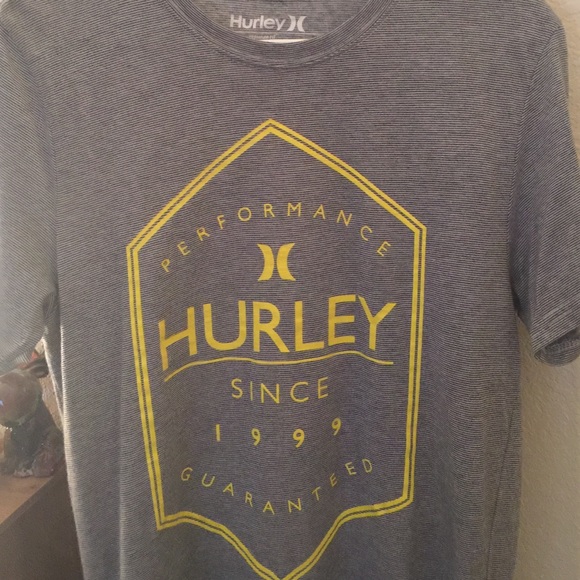 Hurley
PERFORMANCE
HURLEY
SINCE
1999
GUARANTEED